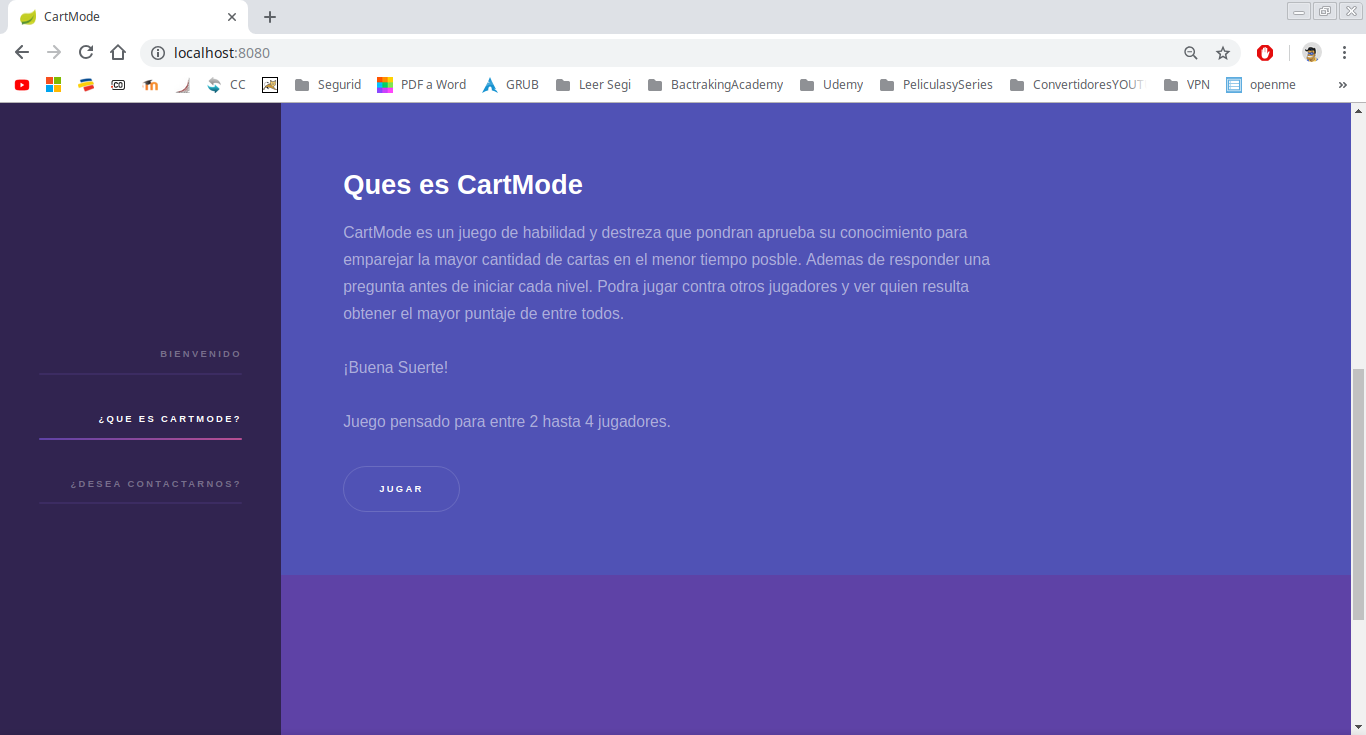 CartMode
localhost:8080
CC
Segurid
PDF a Word
GRUB
Leer Segi
BactrakingAcademy
Udemy
PeliculasySeries
ConvertidoresYOUT
VPN
openme
»
BIENVENIDO
¿QUE ES CARTMODE?
¿DESEA CONTACTARNOS?
Ques es CartMode
CartMode es un juego de habilidad y destreza que pondran aprueba su conocimiento para
emparejar la mayor cantidad de cartas en el menor tiempo posble. Ademas de responder una
pregunta antes de iniciar cada nivel. Podra jugar contra otros jugadores y ver quien resulta
obtener el mayor puntaje de entre todos.
¡Buena Suerte!
Juego pensado para entre 2 hasta 4 jugadores.
JUGAR